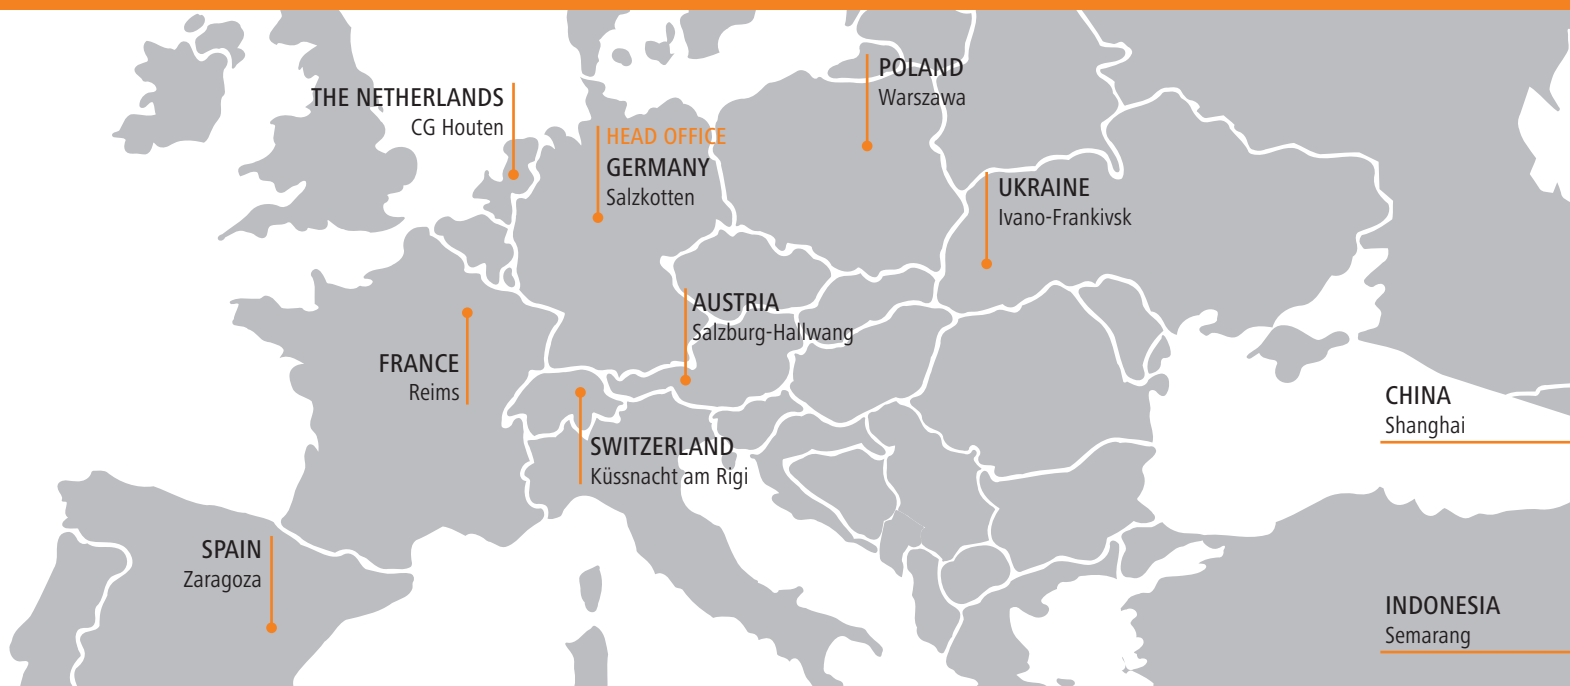 POLAND
Warszawa
THE NETHERLANDS
CG Houten
HEAD OFFICE
GERMANY
Salzkotten
UKRAINE
Ivano-Frankivsk
AUSTRIA
Salzburg-Hallwang
FRANCE
Reims
CHINA
Shanghai
SWITZERLAND
Küssnacht am Rigi
SPAIN
Zaragoza
INDONESIA
Semarang